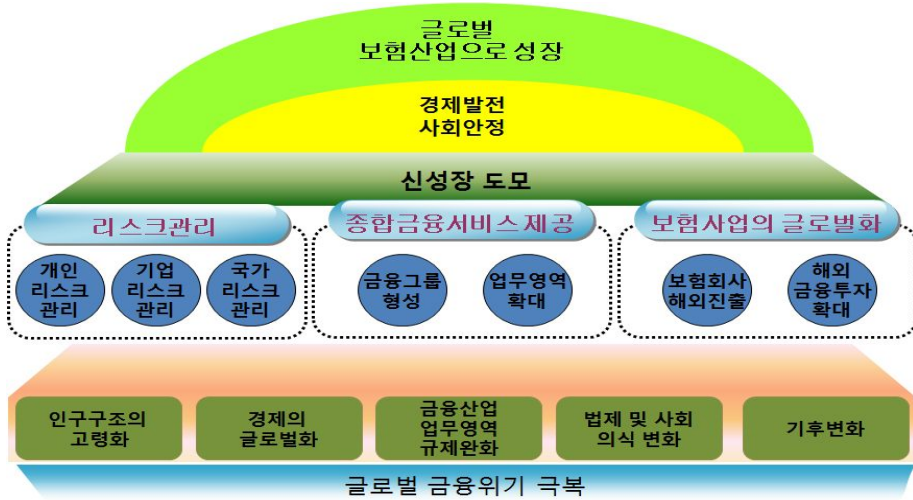 글로벌
보험산업으로 성장
경제발전
사회안정
신성장 도모
리스크관리
종합금융서비스 제공
보험사업의 글로벌화
개인
리스크
관리
기업
리스크
관리
국가
리스크
관리
금융그룹
형성
업무영역
확대
보험회사
해외진출
해외
금융투자
확대
인구구조의
고령화
경제의
글로벌화
금융산업
업무영역
규제완화
법제 및 사회
의식 변화
기후변화
글로벌 금융위기 극복